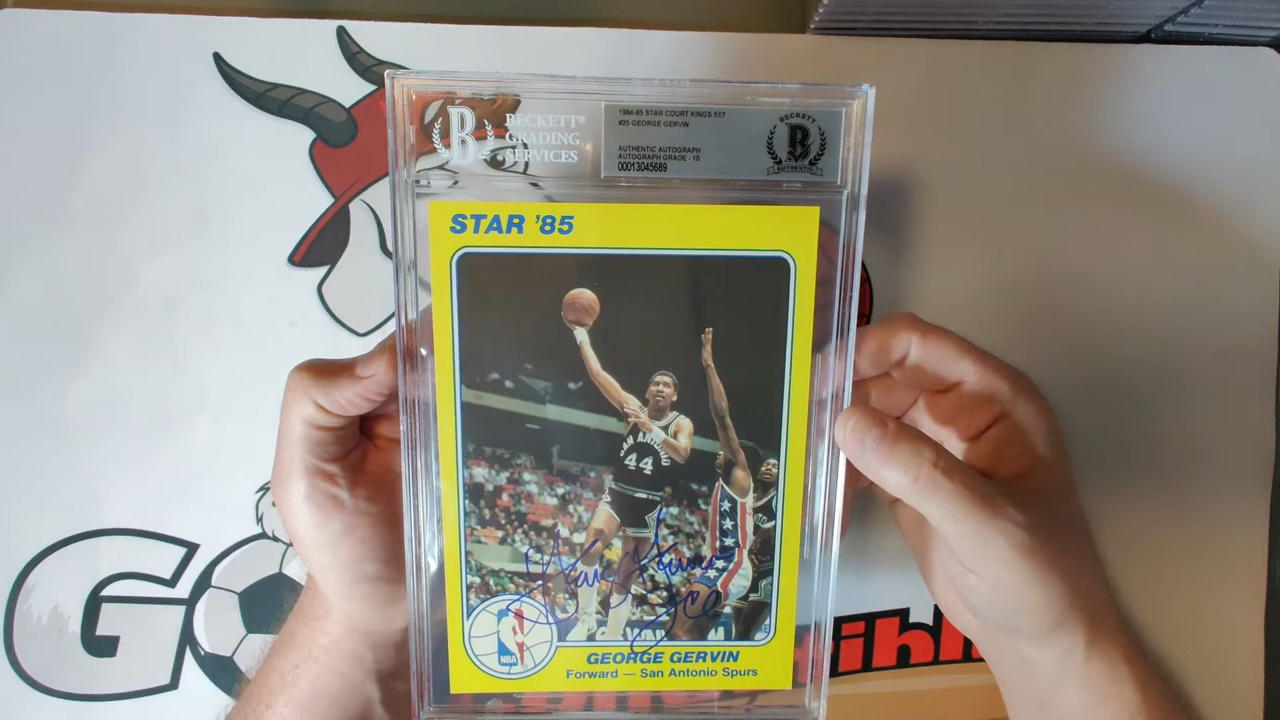 1984-85 STAR COURT KINGS 5X7
#25 GEORGE GERVIN
AUTHENTIC AUTOGRAPH
AUTOGRAPH GRADE - 10
00013045689
B
BECKETT®
GRADING
SERVICES
BECKETT
B
AUTHENTIC
STAR '85
SAN ANTONIO
44
NBA
GEORGE GERVIN
Forward — San Antonio Spurs